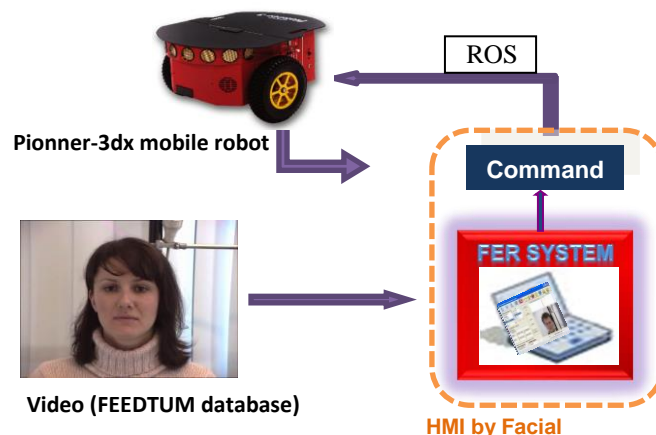 ROS
Pionner-3dx mobile robot
Command
FER SYSTEM
Video (FEEDTUM database)
HMI by Facial